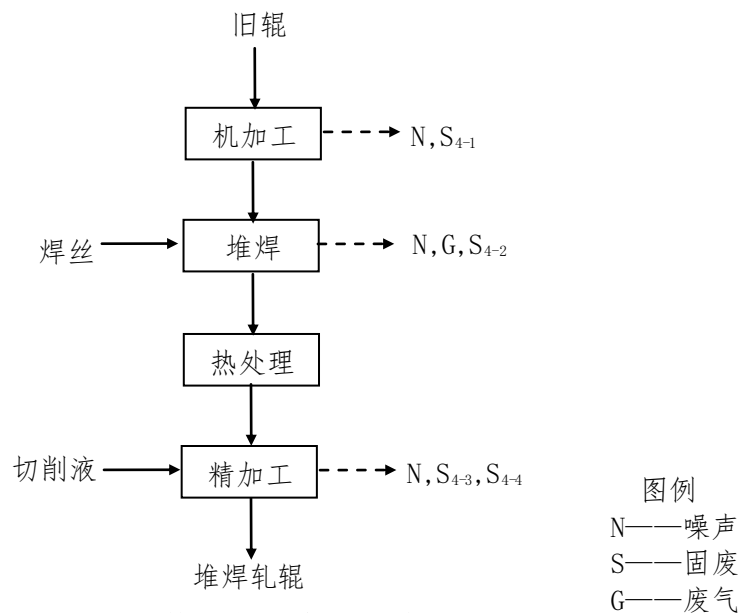 旧辊
机加工
N,S4-1
焊丝
堆焊
N,G,S4-2
热处理
切削液
精加工
N,S4-3,S4-4
堆焊轧辊
图例
N——噪声
S——固废
G——废气